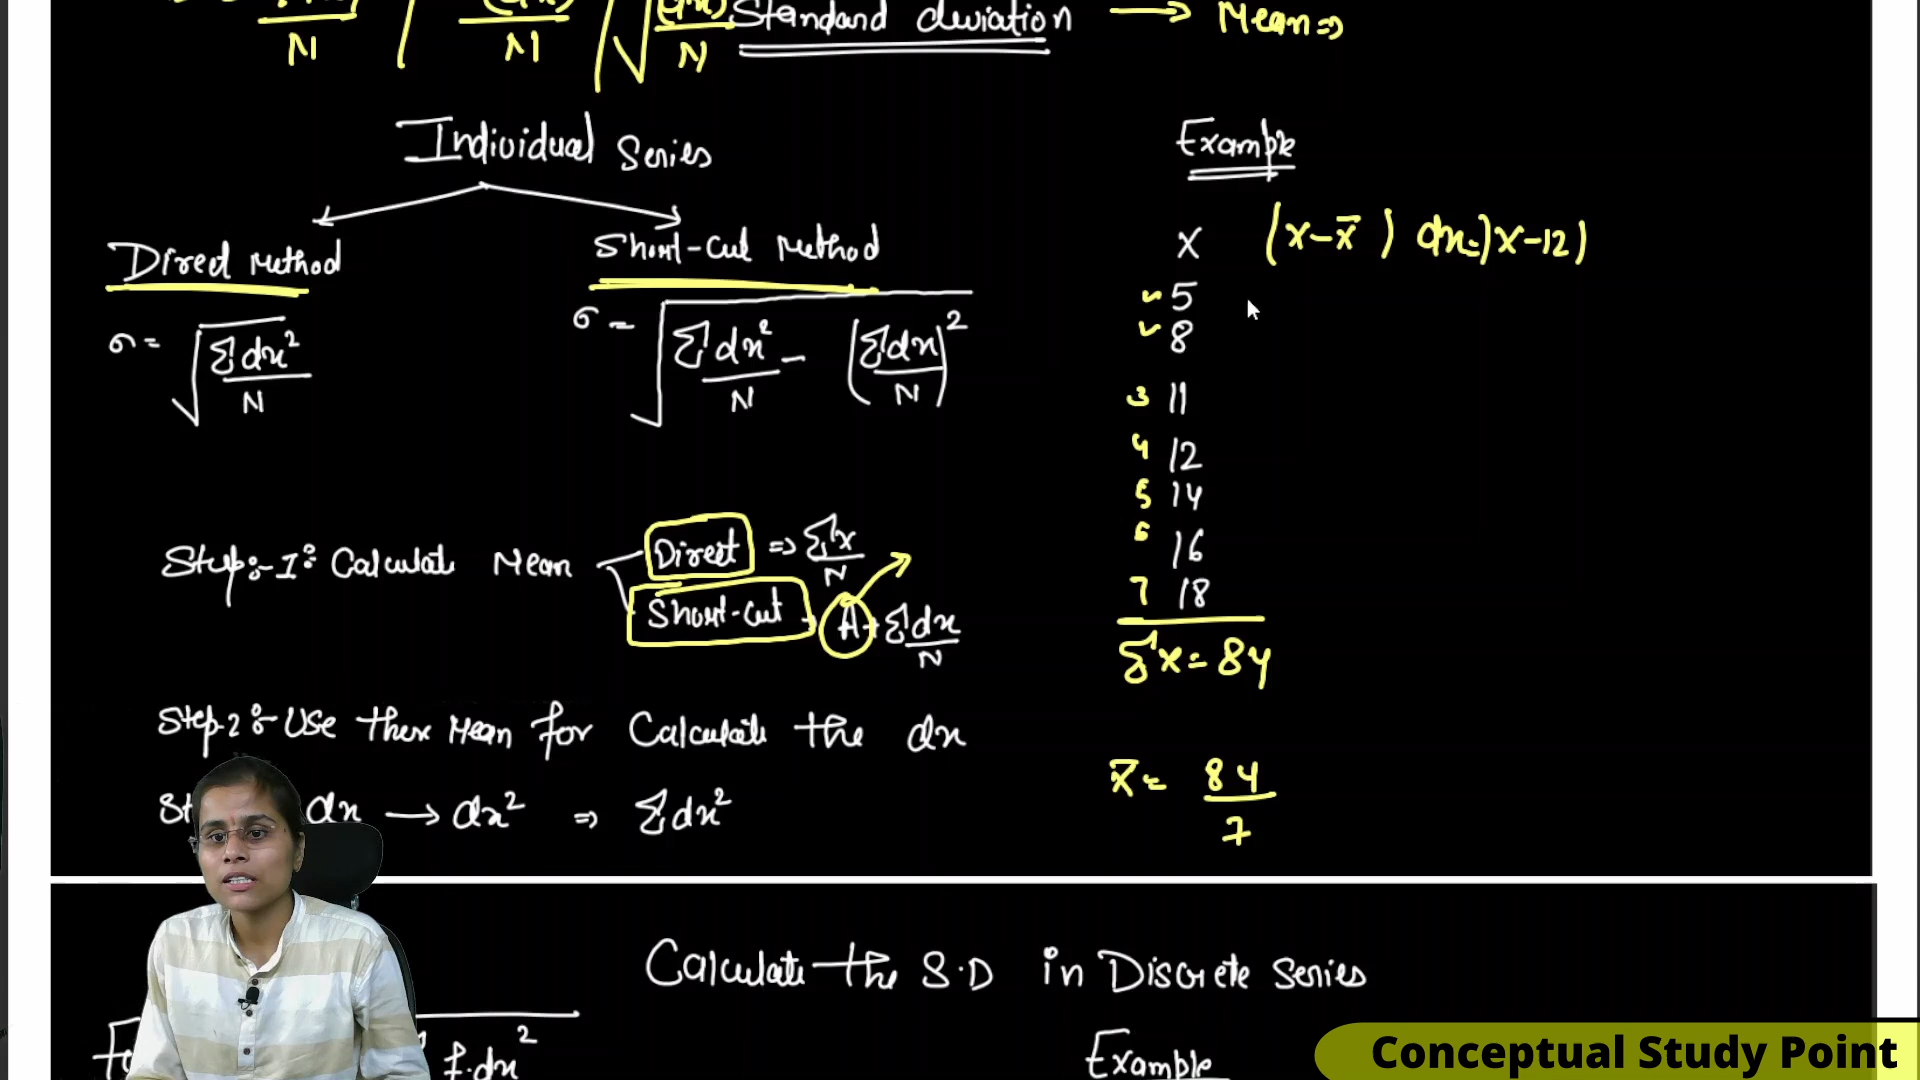 N N N Standard deviation → Mean⇒
Individual Series
Example
Direct Method
Short-Cut Method
X (x-x̄) dx=)x-12)
σ= √Σdx²/N
σ= √Σdx²/N - (Σdx/N)²
5
8
3 11
4 12
5 14
6 16
7 18
Step:-I: Calculate Mean
Direct ⇒ Σx/N
Short-cut → A+Σdx/N
Σx=84
Step.2:- Use Mean for Calculate the dx
x̄= 84/7
St dx → dx² ⇒ Σdx²
Calculate the S.D in Discrete Series
f.dx²
Example
Conceptual Study Point